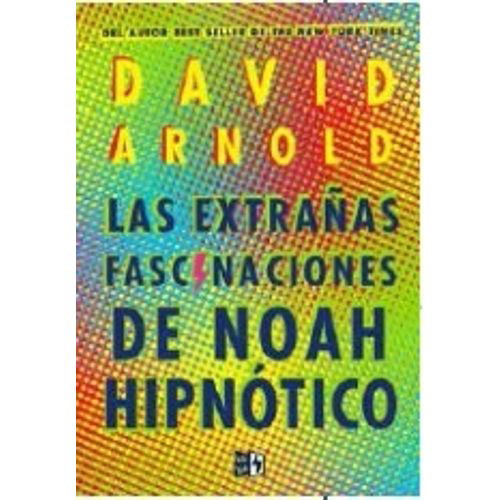 DEL AUTOR BEST SELLER DE THE NEW YORK TIMES
DAVID
ARNOLD
LAS EXTRAÑAS
FASCINACIONES
DE NOAH
HIPNÓTICO